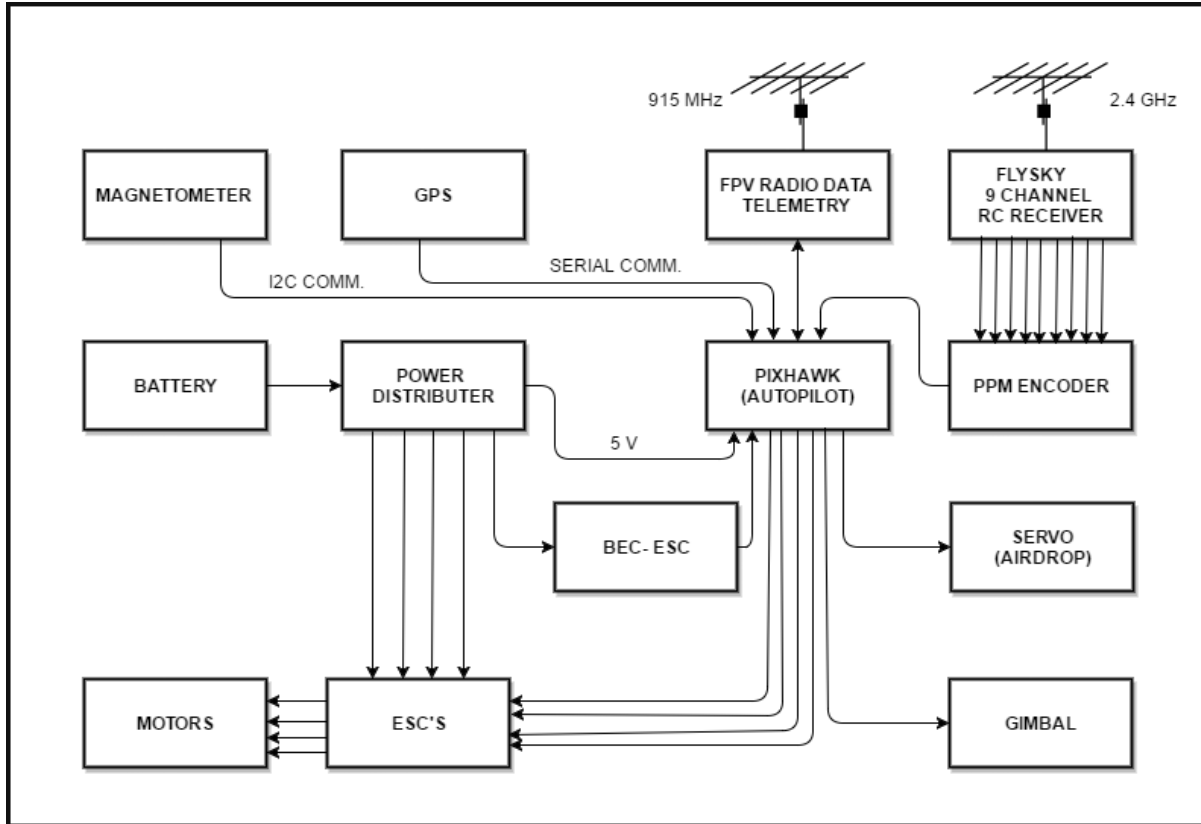 915 MHz
2.4 GHz
MAGNETOMETER
GPS
FPV RADIO DATA
TELEMETRY
FLYSKY
9 CHANNEL
RC RECEIVER
I2C COMM.
SERIAL COMM.
BATTERY
POWER
DISTRIBUTER
PIXHAWK
(AUTOPILOT)
PPM ENCODER
5 V
BEC- ESC
SERVO
(AIRDROP)
MOTORS
ESC'S
GIMBAL